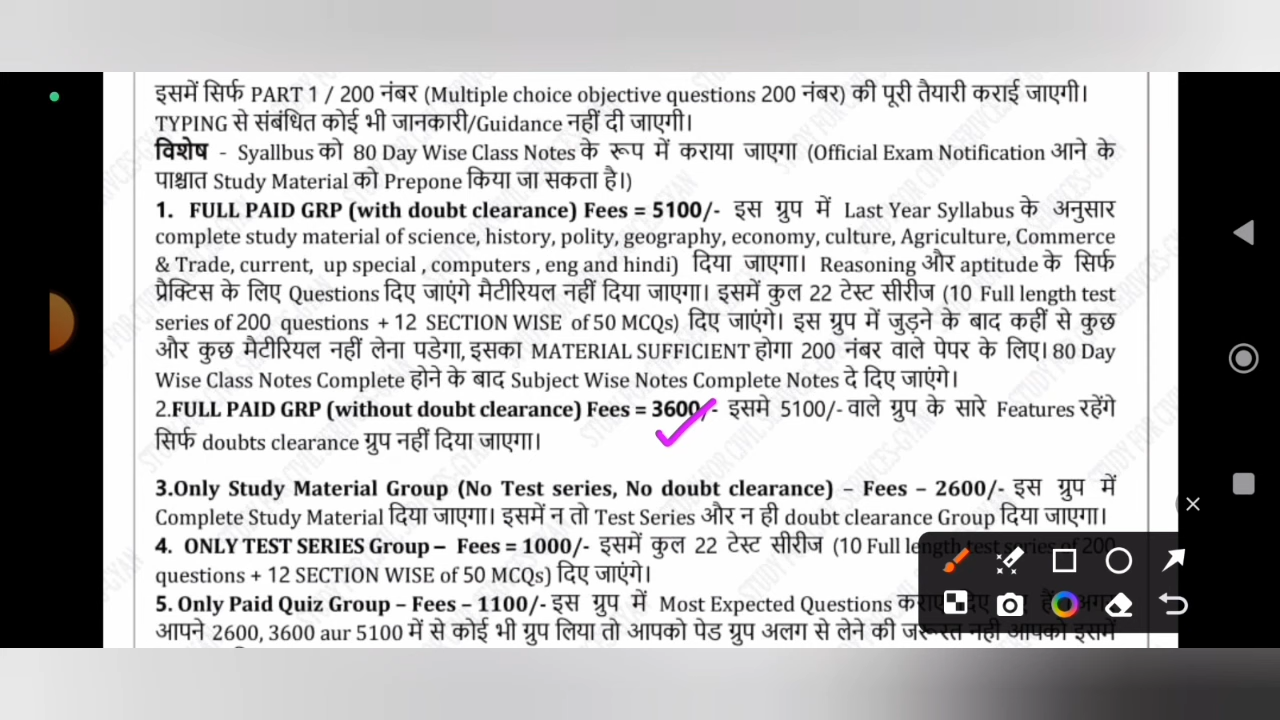 इसमें सिर्फ PART 1 / 200 नंबर (Multiple choice objective questions 200 नंबर) की पूरी तैयारी कराई जाएगी।
TYPING से संबंधित कोई भी जानकारी/Guidance नहीं दी जाएगी।
विशेष - Syallbus को 80 Day Wise Class Notes के रूप में कराया जाएगा (Official Exam Notification आने के
पाश्चात Study Material को Prepone किया जा सकता है।)
1. FULL PAID GRP (with doubt clearance) Fees = 5100/- इस ग्रुप में Last Year Syllabus के अनुसार
complete study material of science, history, polity, geography, economy, culture, Agriculture, Commerce
& Trade, current, up special , computers , eng and hindi) दिया जाएगा। Reasoning और aptitude के सिर्फ
प्रैक्टिस के लिए Questions दिए जाएंगे मैटीरियल नहीं दिया जाएगा। इसमें कुल 22 टेस्ट सीरीज (10 Full length test
series of 200 questions + 12 SECTION WISE of 50 MCQs) दिए जाएंगे। इस ग्रुप में जुड़ने के बाद कहीं से कुछ
और कुछ मैटीरियल नहीं लेना पडेगा, इसका MATERIAL SUFFICIENT होगा 200 नंबर वाले पेपर के लिए। 80 Day
Wise Class Notes Complete होने के बाद Subject Wise Notes Complete Notes दे दिए जाएंगे।
2.FULL PAID GRP (without doubt clearance) Fees = 3600/- इसमे 5100/- वाले ग्रुप के सारे Features रहेंगे
सिर्फ doubts clearance ग्रुप नहीं दिया जाएगा।
3.Only Study Material Group (No Test series, No doubt clearance) – Fees – 2600/- इस ग्रुप में
Complete Study Material दिया जाएगा। इसमें न तो Test Series और न ही doubt clearance Group दिया जाएगा।
4. ONLY TEST SERIES Group – Fees = 1000/- इसमें कुल 22 टेस्ट सीरीज (10 Full length test series of 200
questions + 12 SECTION WISE of 50 MCQs) दिए जाएंगे।
5. Only Paid Quiz Group – Fees – 1100/- इस ग्रुप में Most Expected Questions
आपने 2600, 3600 aur 5100 में से कोई भी ग्रुप लिया तो आपको पेड ग्रुप अलग से लेने की जरूरत नही आपको इसमें